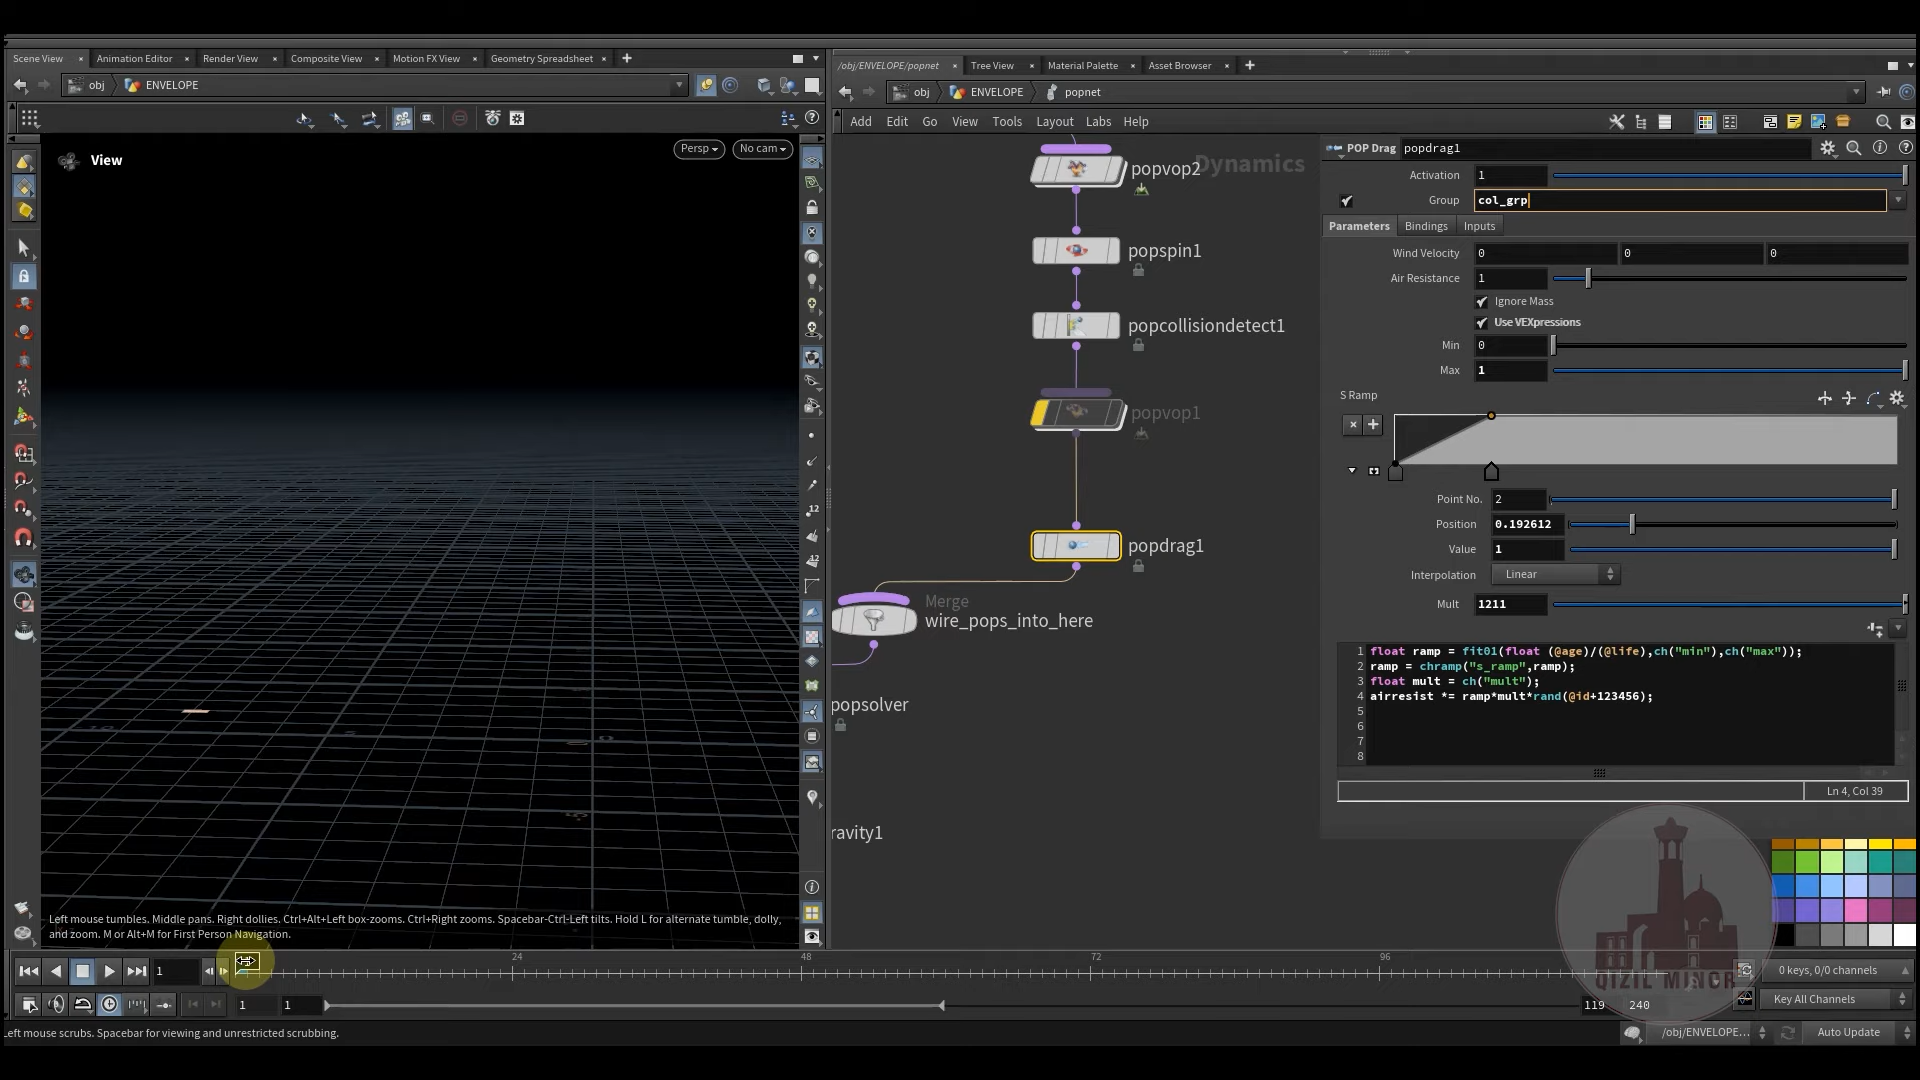 Scene View
Animation Editor
Render View
Composite View
Motion FX View
Geometry Spreadsheet
obj
ENVELOPE
View
Persp
No cam
Left mouse tumbles. Middle pans. Right dollies. Ctrl+Alt+Left box-zooms. Ctrl+Right zooms. Spacebar-Ctrl-Left tilts. Hold L for alternate tumble, dolly,
and zoom. M or Alt+M for First Person Navigation.
/obj/ENVELOPE/popnet
Tree View
Material Palette
Asset Browser
obj
ENVELOPE
popnet
Add
Edit
Go
View
Tools
Layout
Labs
Help
Dynamics
popvop2
popspin1
popcollisiondetect1
popvop1
popdrag1
Merge
wire_pops_into_here
popsolver
ravity1
POP Drag
popdrag1
Activation
1
Group
col_grp
Parameters
Bindings
Inputs
Wind Velocity
0
0
0
Air Resistance
1
Ignore Mass
Use VEXpressions
Min
0
Max
1
S Ramp
Point No.
2
Position
0.192612
Value
1
Interpolation
Linear
Mult
1211
1 float ramp = fit01(float (@age)/(@life),ch("min"),ch("max"));
2 ramp = chramp("s_ramp",ramp);
3 float mult = ch("mult");
4 airresist *= ramp*mult*rand(@id+123456);
5
6
7
8
Ln 4, Col 39
QIZIL MINOR
1
24
48
72
96
0 keys, 0/0 channels
1
1
119
240
Key All Channels
Left mouse scrubs. Spacebar for viewing and unrestricted scrubbing.
/obj/ENVELOPE...
Auto Update